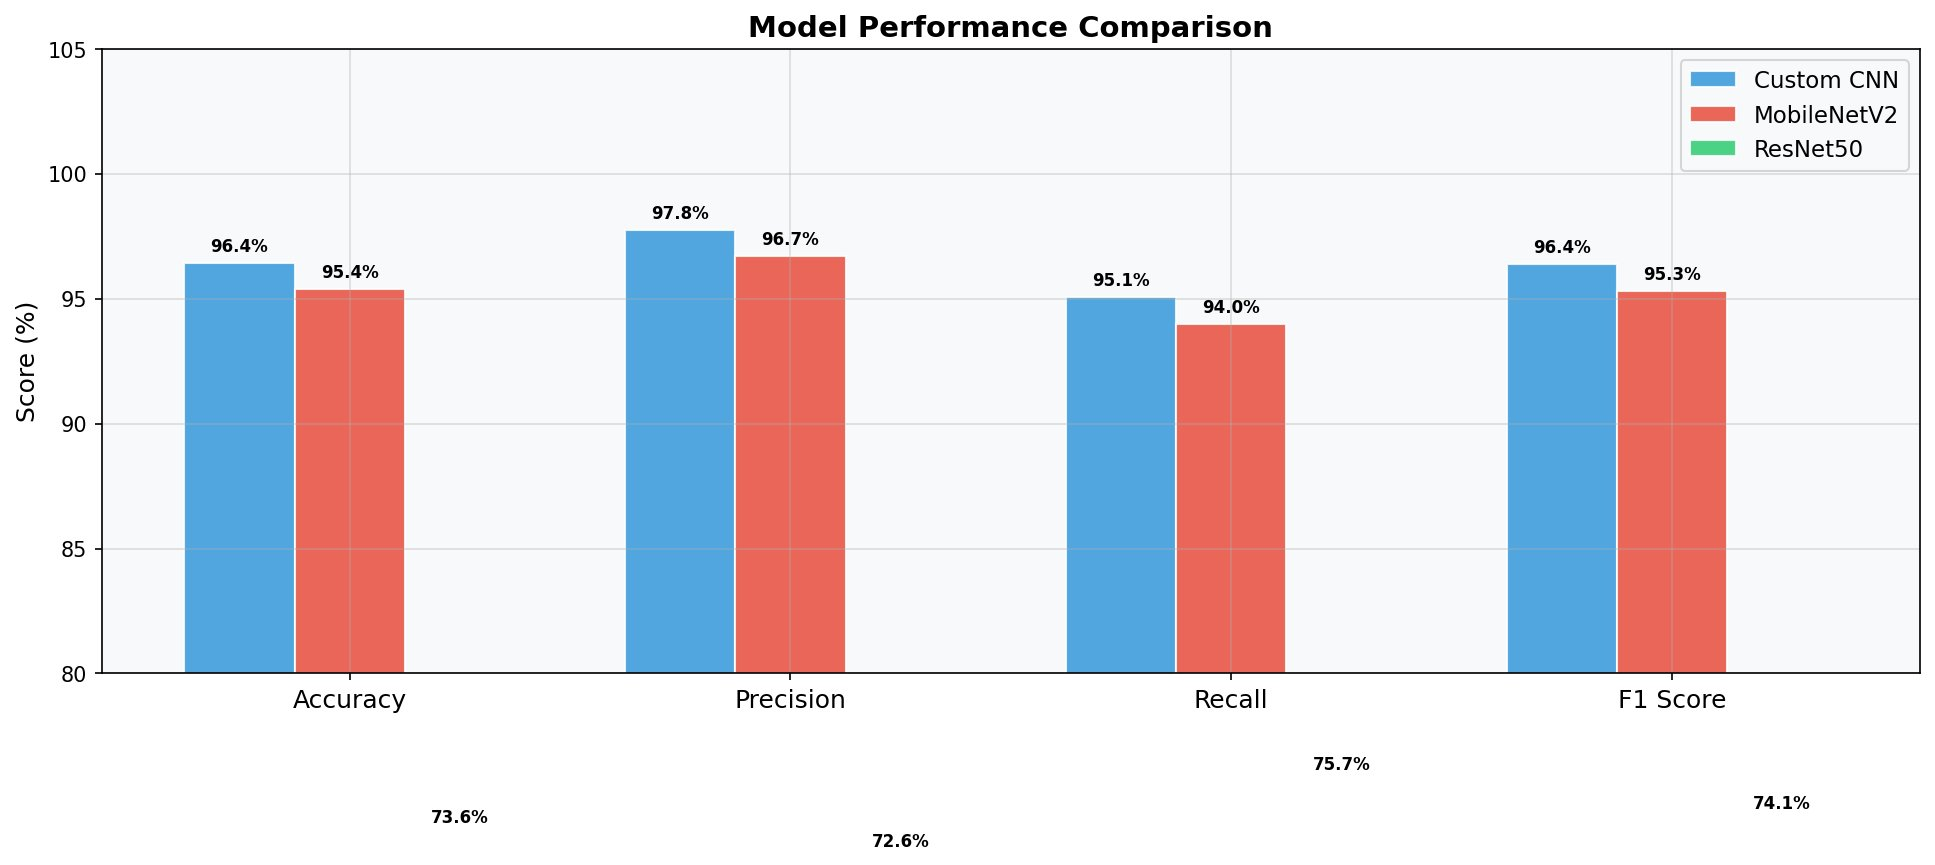 Model Performance Comparison
Custom CNN
MobileNetV2
ResNet50
Score (%)
105
100
95
90
85
80
96.4%
95.4%
97.8%
96.7%
95.1%
94.0%
96.4%
95.3%
Accuracy
Precision
Recall
F1 Score
73.6%
72.6%
75.7%
74.1%